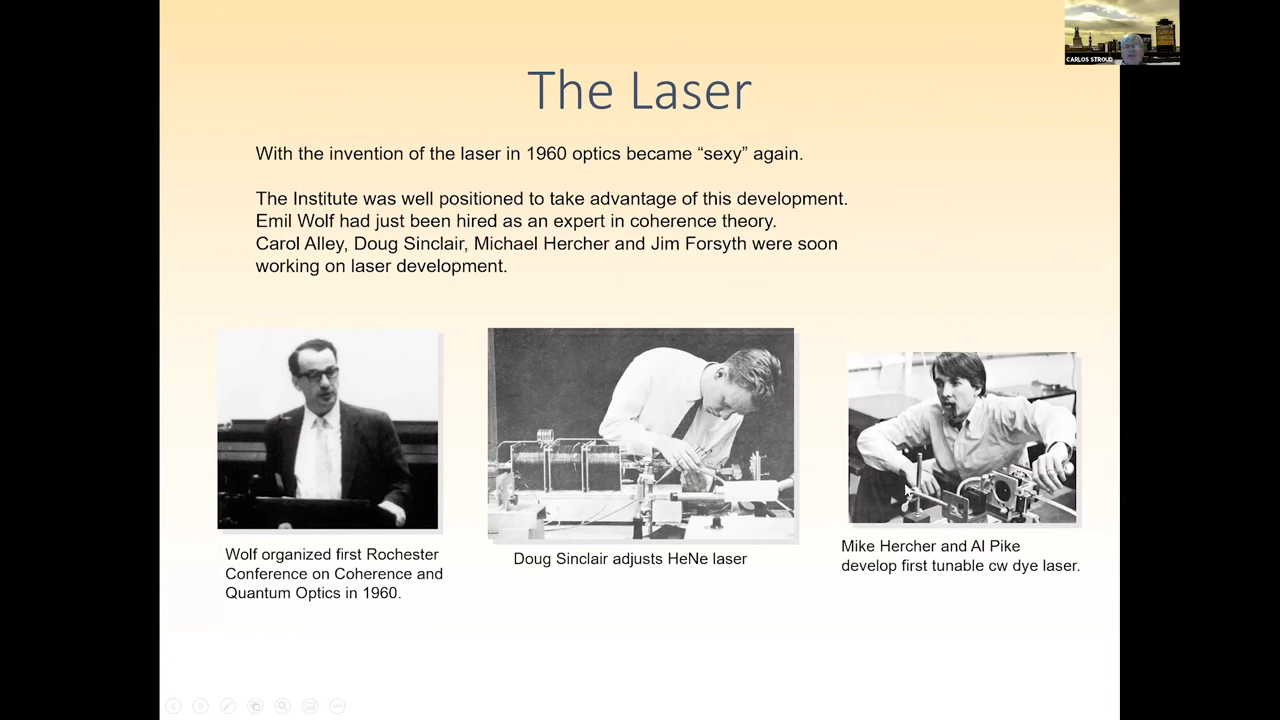 CARLOS STROUD
The Laser
With the invention of the laser in 1960 optics became “sexy” again.
The Institute was well positioned to take advantage of this development.
Emil Wolf had just been hired as an expert in coherence theory.
Carol Alley, Doug Sinclair, Michael Hercher and Jim Forsyth were soon
working on laser development.
Wolf organized first Rochester
Conference on Coherence and
Quantum Optics in 1960.
Doug Sinclair adjusts HeNe laser
Mike Hercher and Al Pike
develop first tunable cw dye laser.